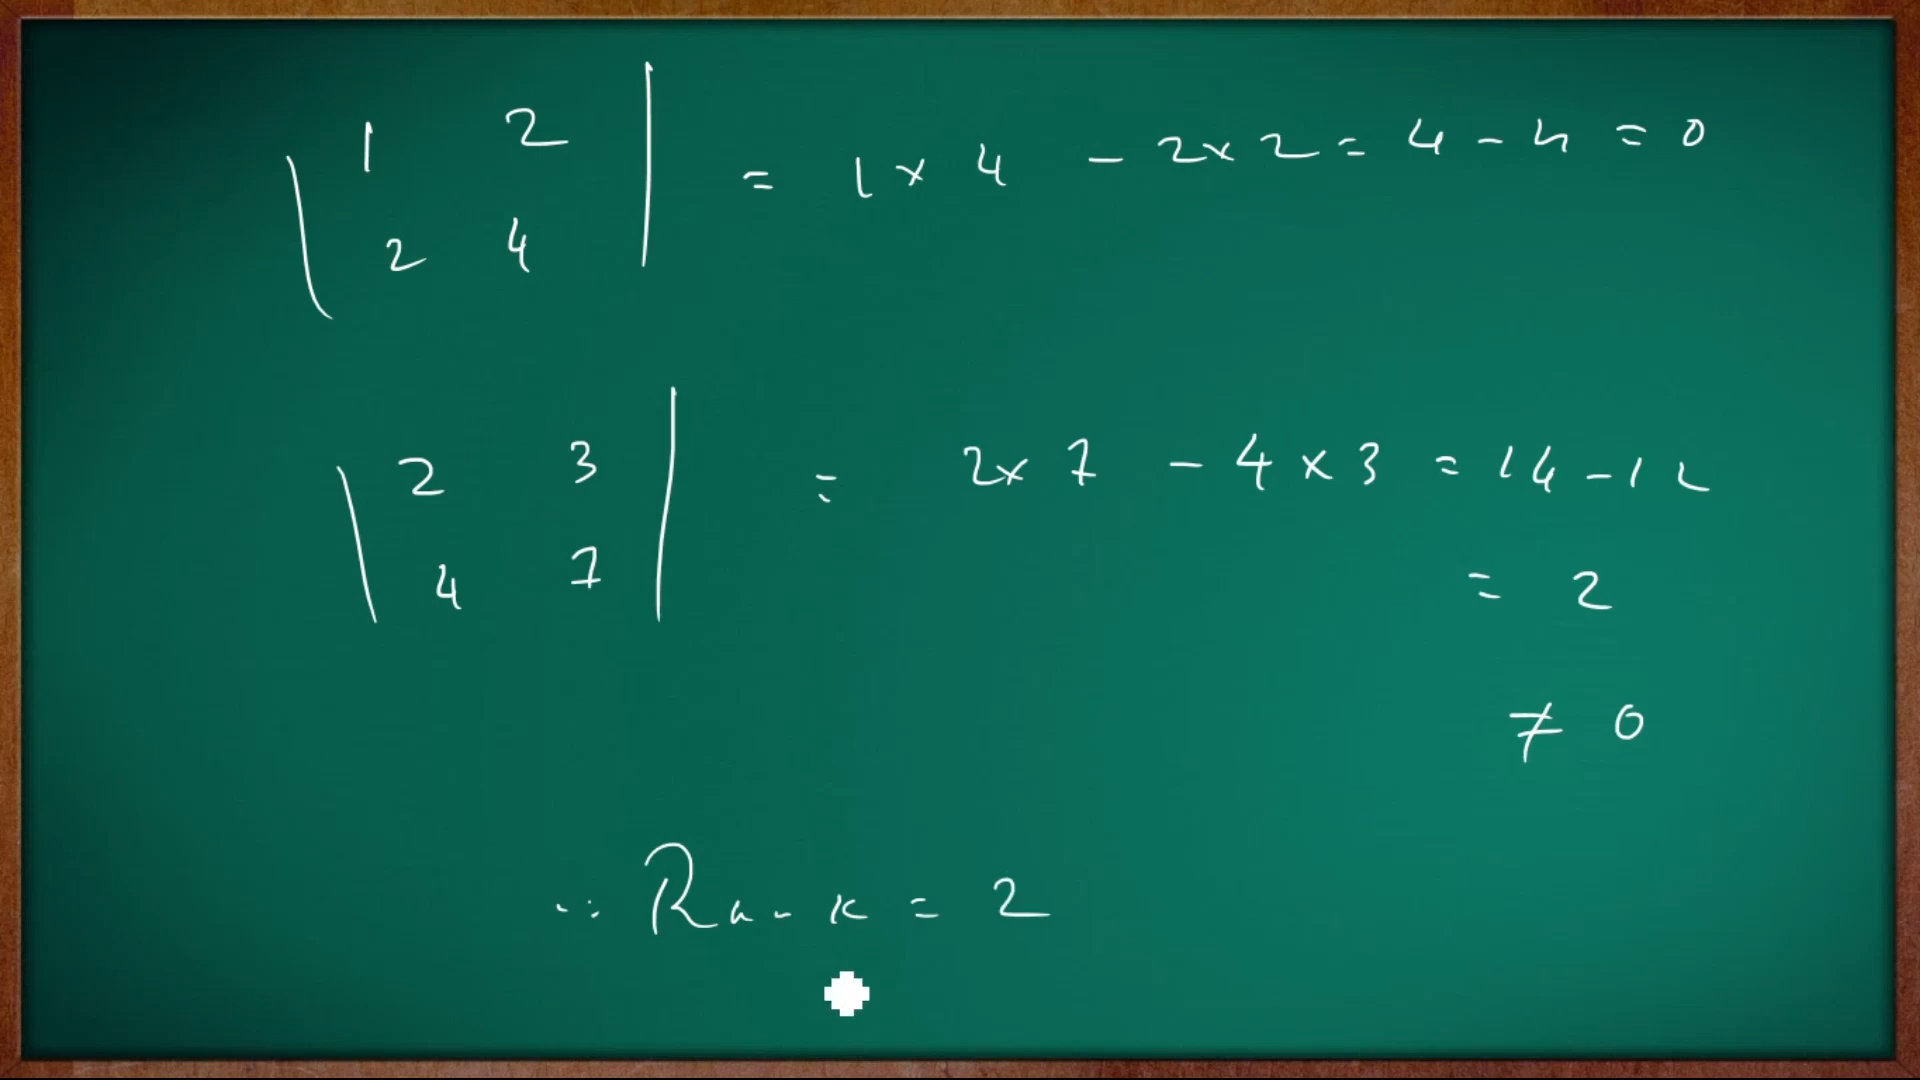 | 1 2 |
| 2 4 | = 1 × 4 - 2 × 2 = 4 - 4 = 0
| 2 3 |
| 4 7 | = 2 × 7 - 4 × 3 = 14 - 12
= 2
≠ 0
∴ Rank = 2